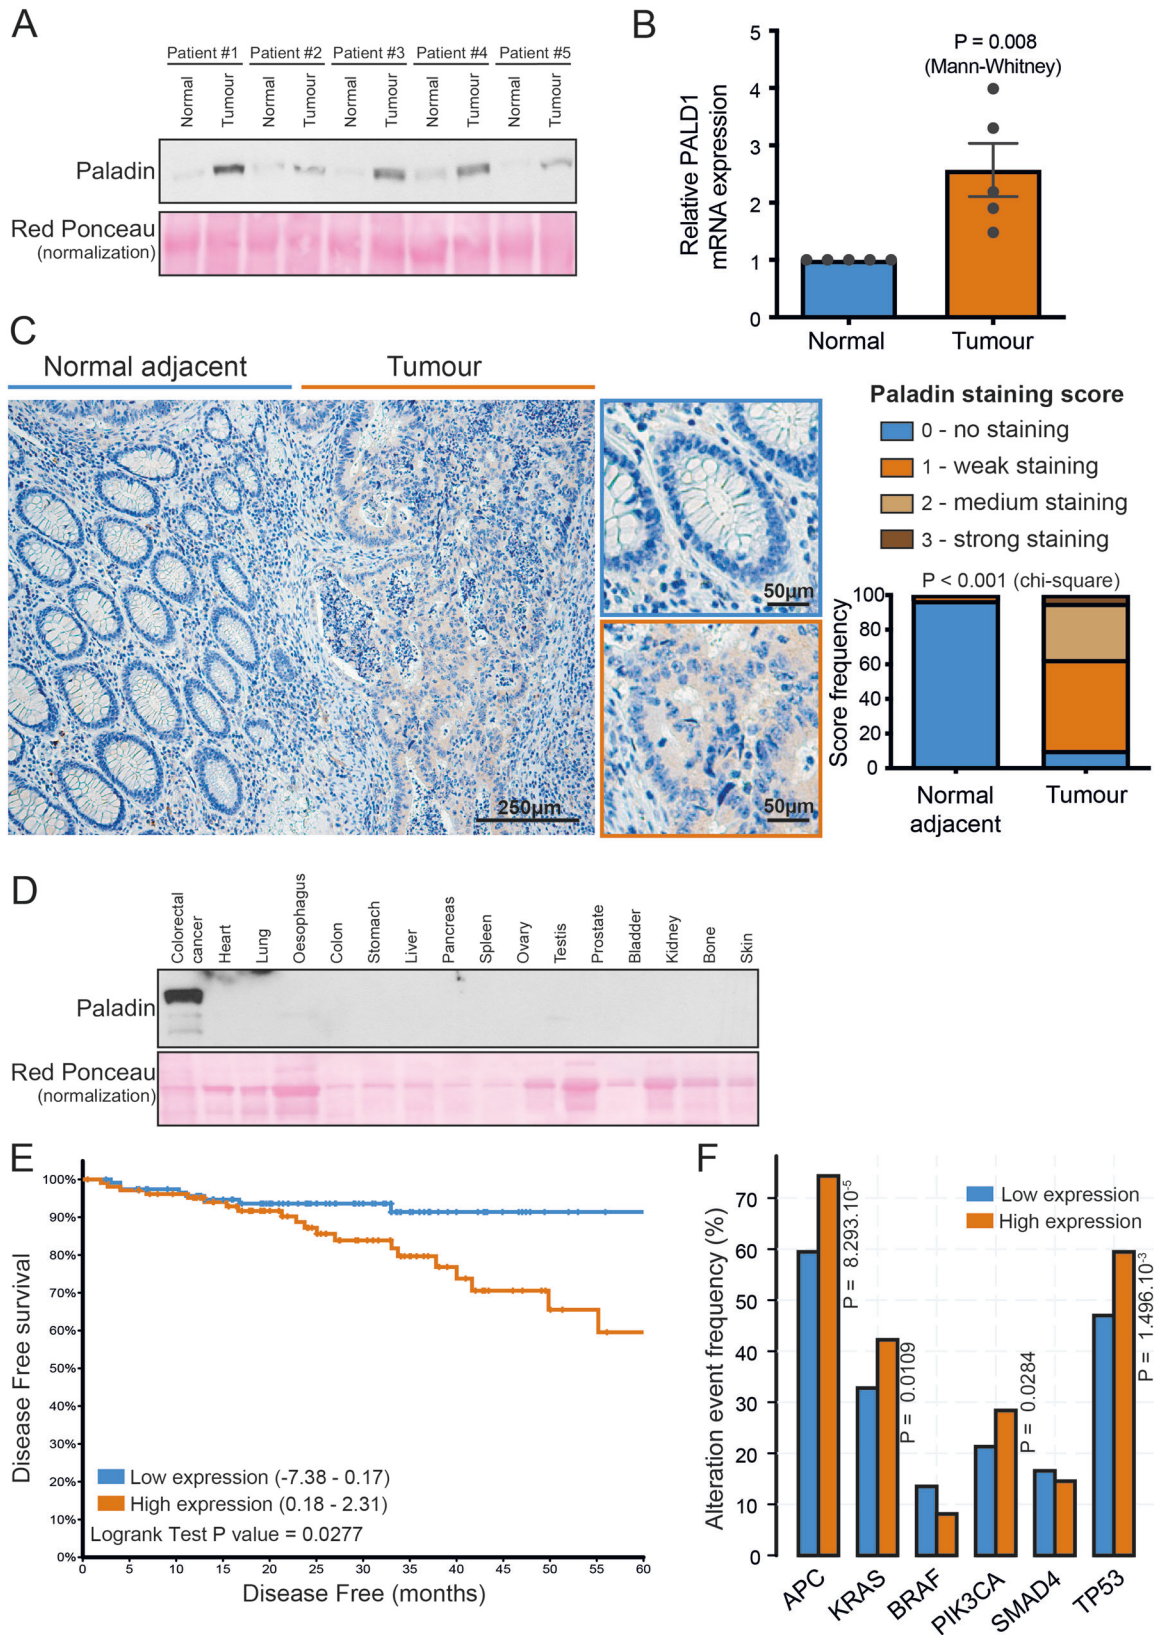 A
Patient #1 Patient #2 Patient #3 Patient #4 Patient #5
Normal Tumour Normal Tumour Normal Tumour Normal Tumour Normal Tumour
Paladin
Red Ponceau
(normalization)
B
P = 0.008
(Mann-Whitney)
Relative PALD1
mRNA expression
5
4
3
2
1
0
Normal Tumour
C
Normal adjacent Tumour
250µm
50µm
50µm
Paladin staining score
0 - no staining
1 - weak staining
2 - medium staining
3 - strong staining
P < 0.001 (chi-square)
Score frequency
100
80
60
40
20
0
Normal
adjacent
Tumour
D
Colorectal
cancer
Heart Lung Oesophagus Colon Stomach Liver Pancreas Spleen Ovary Testis Prostate Bladder Kidney Bone Skin
Paladin
Red Ponceau
(normalization)
E
Disease Free survival
100%
90%
80%
70%
60%
50%
40%
30%
20%
10%
0%
Low expression (-7.38 - 0.17)
High expression (0.18 - 2.31)
Logrank Test P value = 0.0277
0 5 10 15 20 25 30 35 40 45 50 55 60
Disease Free (months)
F
Alteration event frequency (%)
Low expression
High expression
70
60
50
40
30
20
10
0
P = 8.293.10⁻⁵
P = 0.0109
P = 0.0284
P = 1.496.10⁻³
APC KRAS BRAF PIK3CA SMAD4 TP53